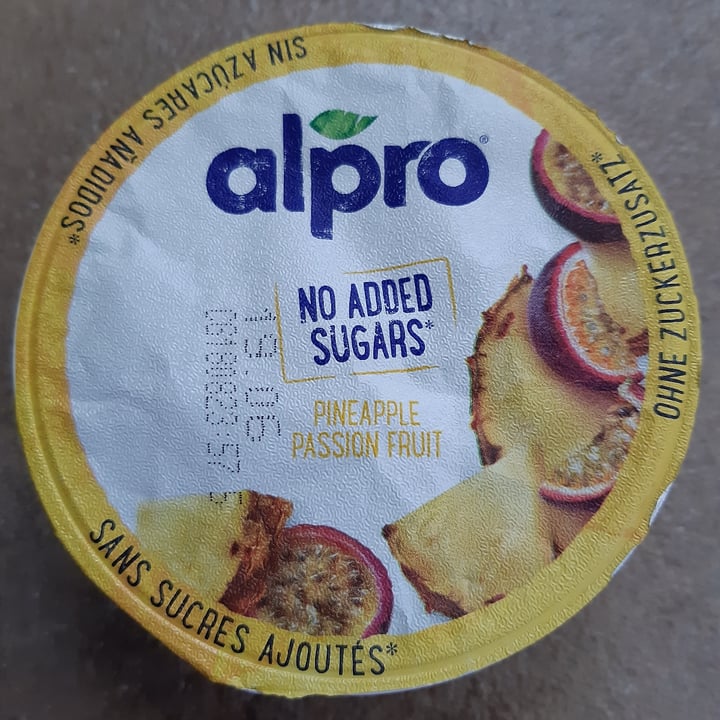 SIN AZÚCARES AÑADIDOS*
alpro®
OHNE ZUCKERZUSATZ*
NO ADDED
SUGARS*
PINEAPPLE
PASSION FRUIT
SANS SUCRES AJOUTÉS*